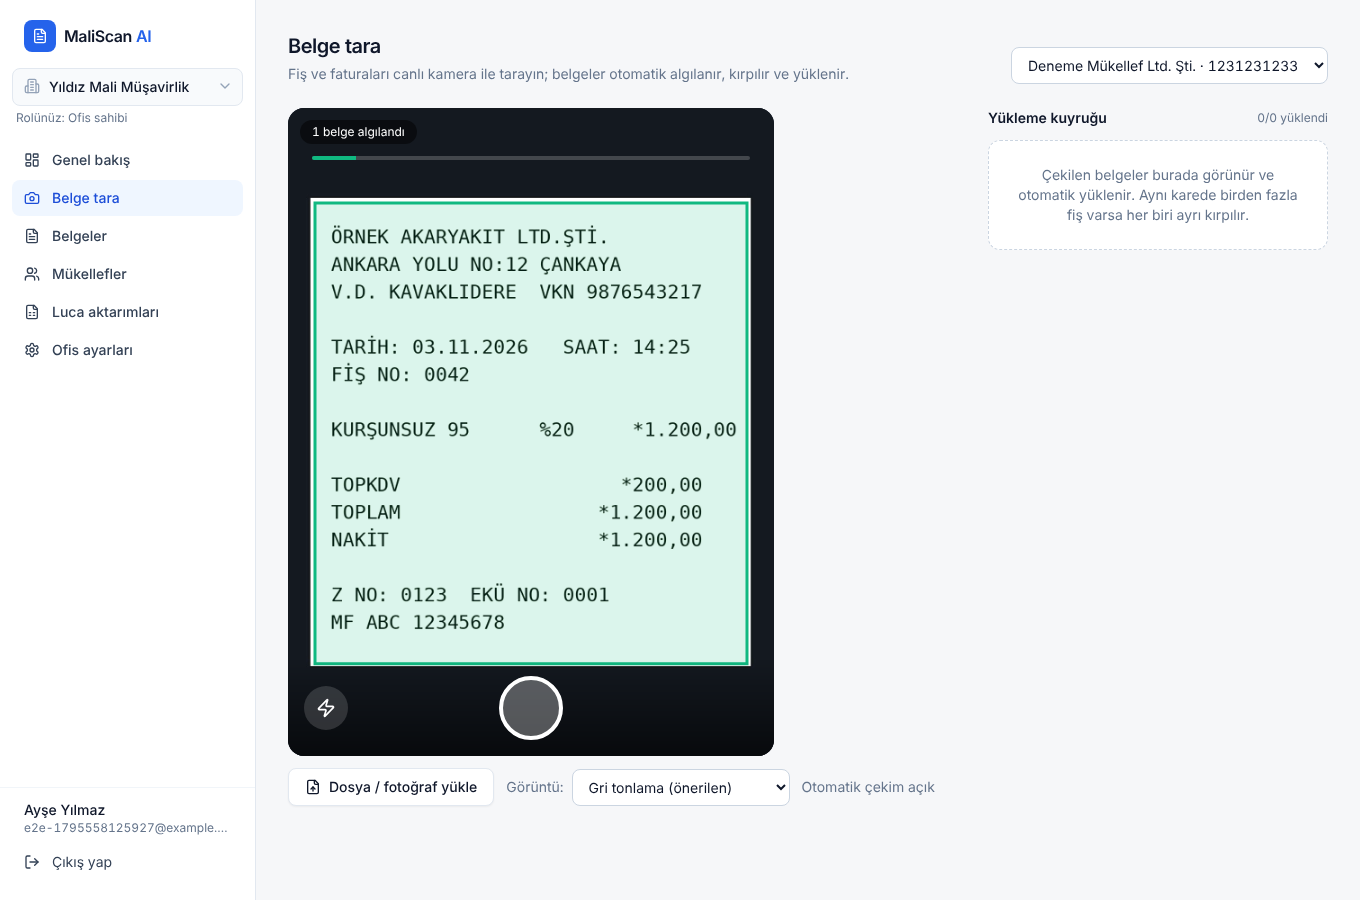 MaliScan AI
Yıldız Mali Müşavirlik
Rolünüz: Ofis sahibi
Genel bakış
Belge tara
Belgeler
Mükellefler
Luca aktarımları
Ofis ayarları
Ayşe Yılmaz
e2e-1795558125927@example....
Çıkış yap
Belge tara
Fiş ve faturaları canlı kamera ile tarayın; belgeler otomatik algılanır, kırpılır ve yüklenir.
Deneme Mükellef Ltd. Şti. · 1231231233
1 belge algılandı
ÖRNEK AKARYAKIT LTD.ŞTİ.
ANKARA YOLU NO:12 ÇANKAYA
V.D. KAVAKLIDERE VKN 9876543217
TARİH: 03.11.2026 SAAT: 14:25
FİŞ NO: 0042
KURŞUNSUZ 95 %20 *1.200,00
TOPKDV *200,00
TOPLAM *1.200,00
NAKİT *1.200,00
Z NO: 0123 EKÜ NO: 0001
MF ABC 12345678
Dosya / fotoğraf yükle
Görüntü:
Gri tonlama (önerilen)
Otomatik çekim açık
Yükleme kuyruğu
0/0 yüklendi
Çekilen belgeler burada görünür ve
otomatik yüklenir. Aynı karede birden fazla
fiş varsa her biri ayrı kırpılır.